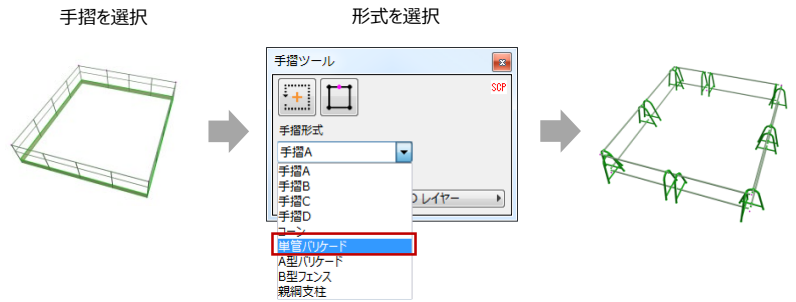 手摺を選択
形式を選択
手摺ツール
SCP
手摺形式
手摺A
手摺A
手摺B
手摺C
手摺D
コーン
単管バリケード
A型バリケード
B型フェンス
親綱支柱
レイヤー